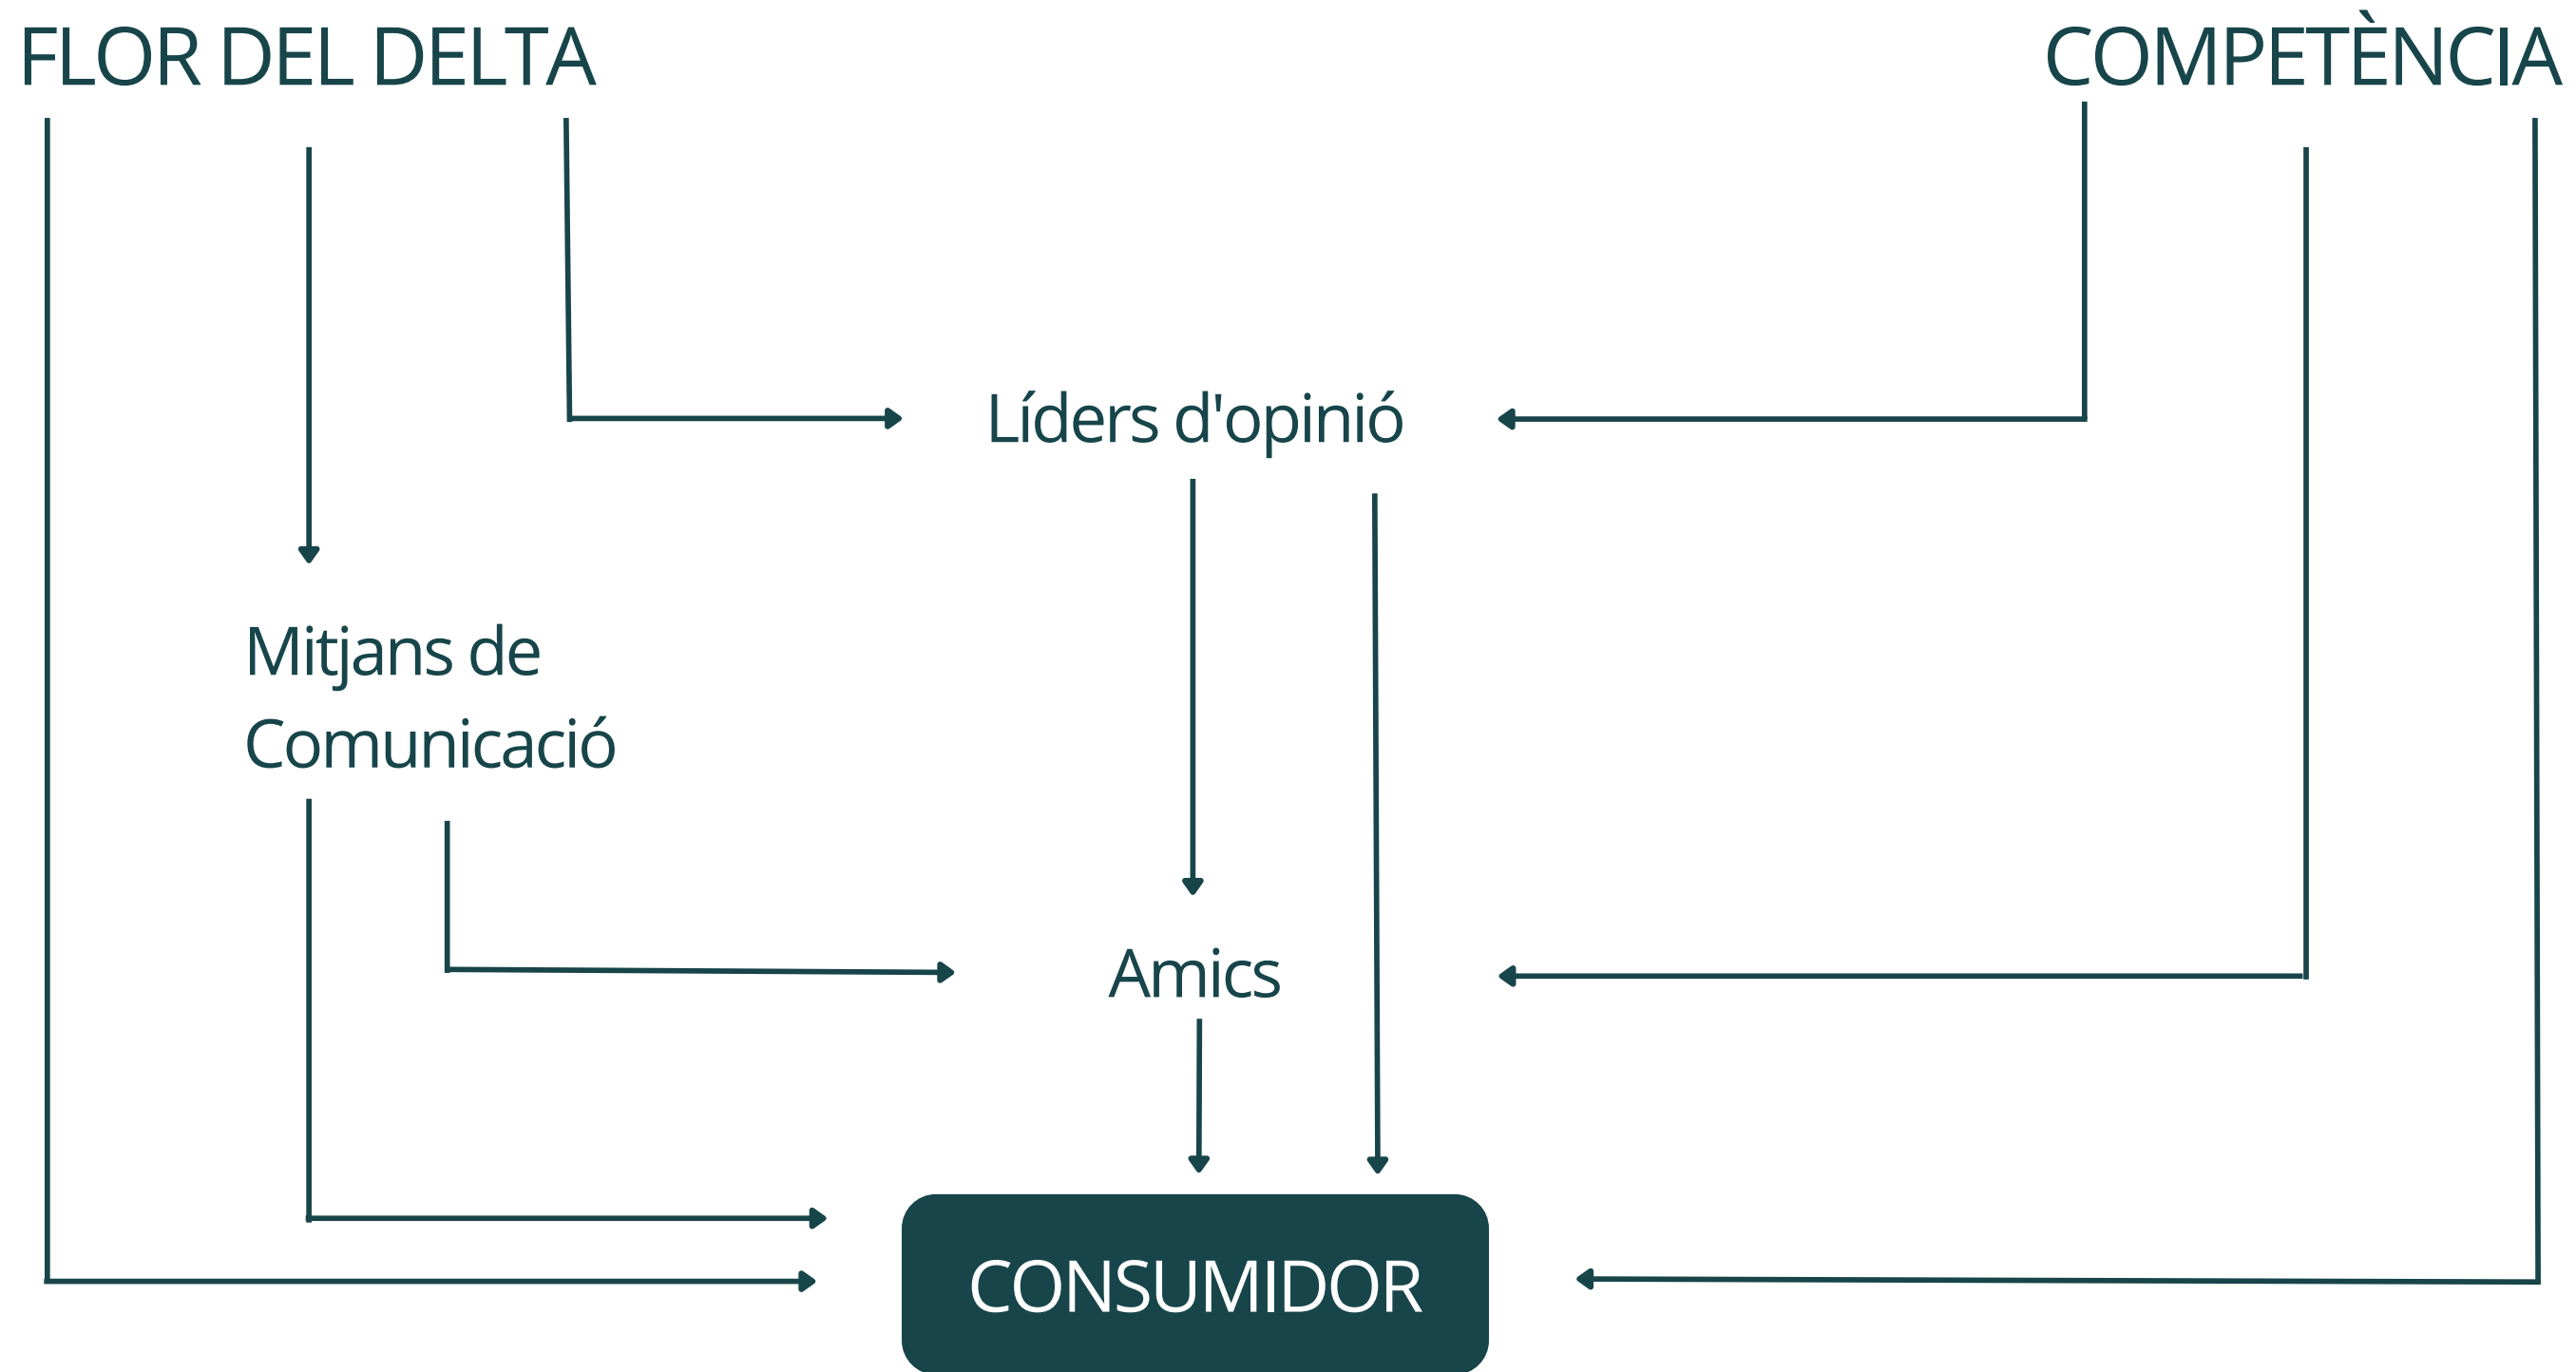 FLOR DEL DELTA
COMPETÈNCIA
Líders d'opinió
Mitjans de
Comunicació
Amics
CONSUMIDOR